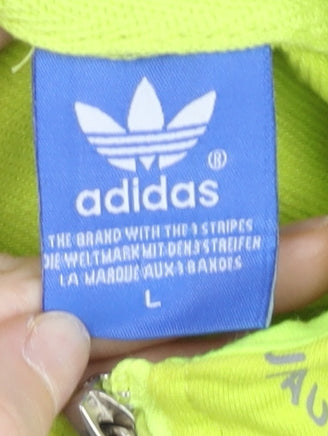 ®
adidas
THE BRAND WITH THE 3 STRIPES
DIE WELTMARKE MIT DEN 3 STREIFEN
LA MARQUE AUX 3 BANDES
L